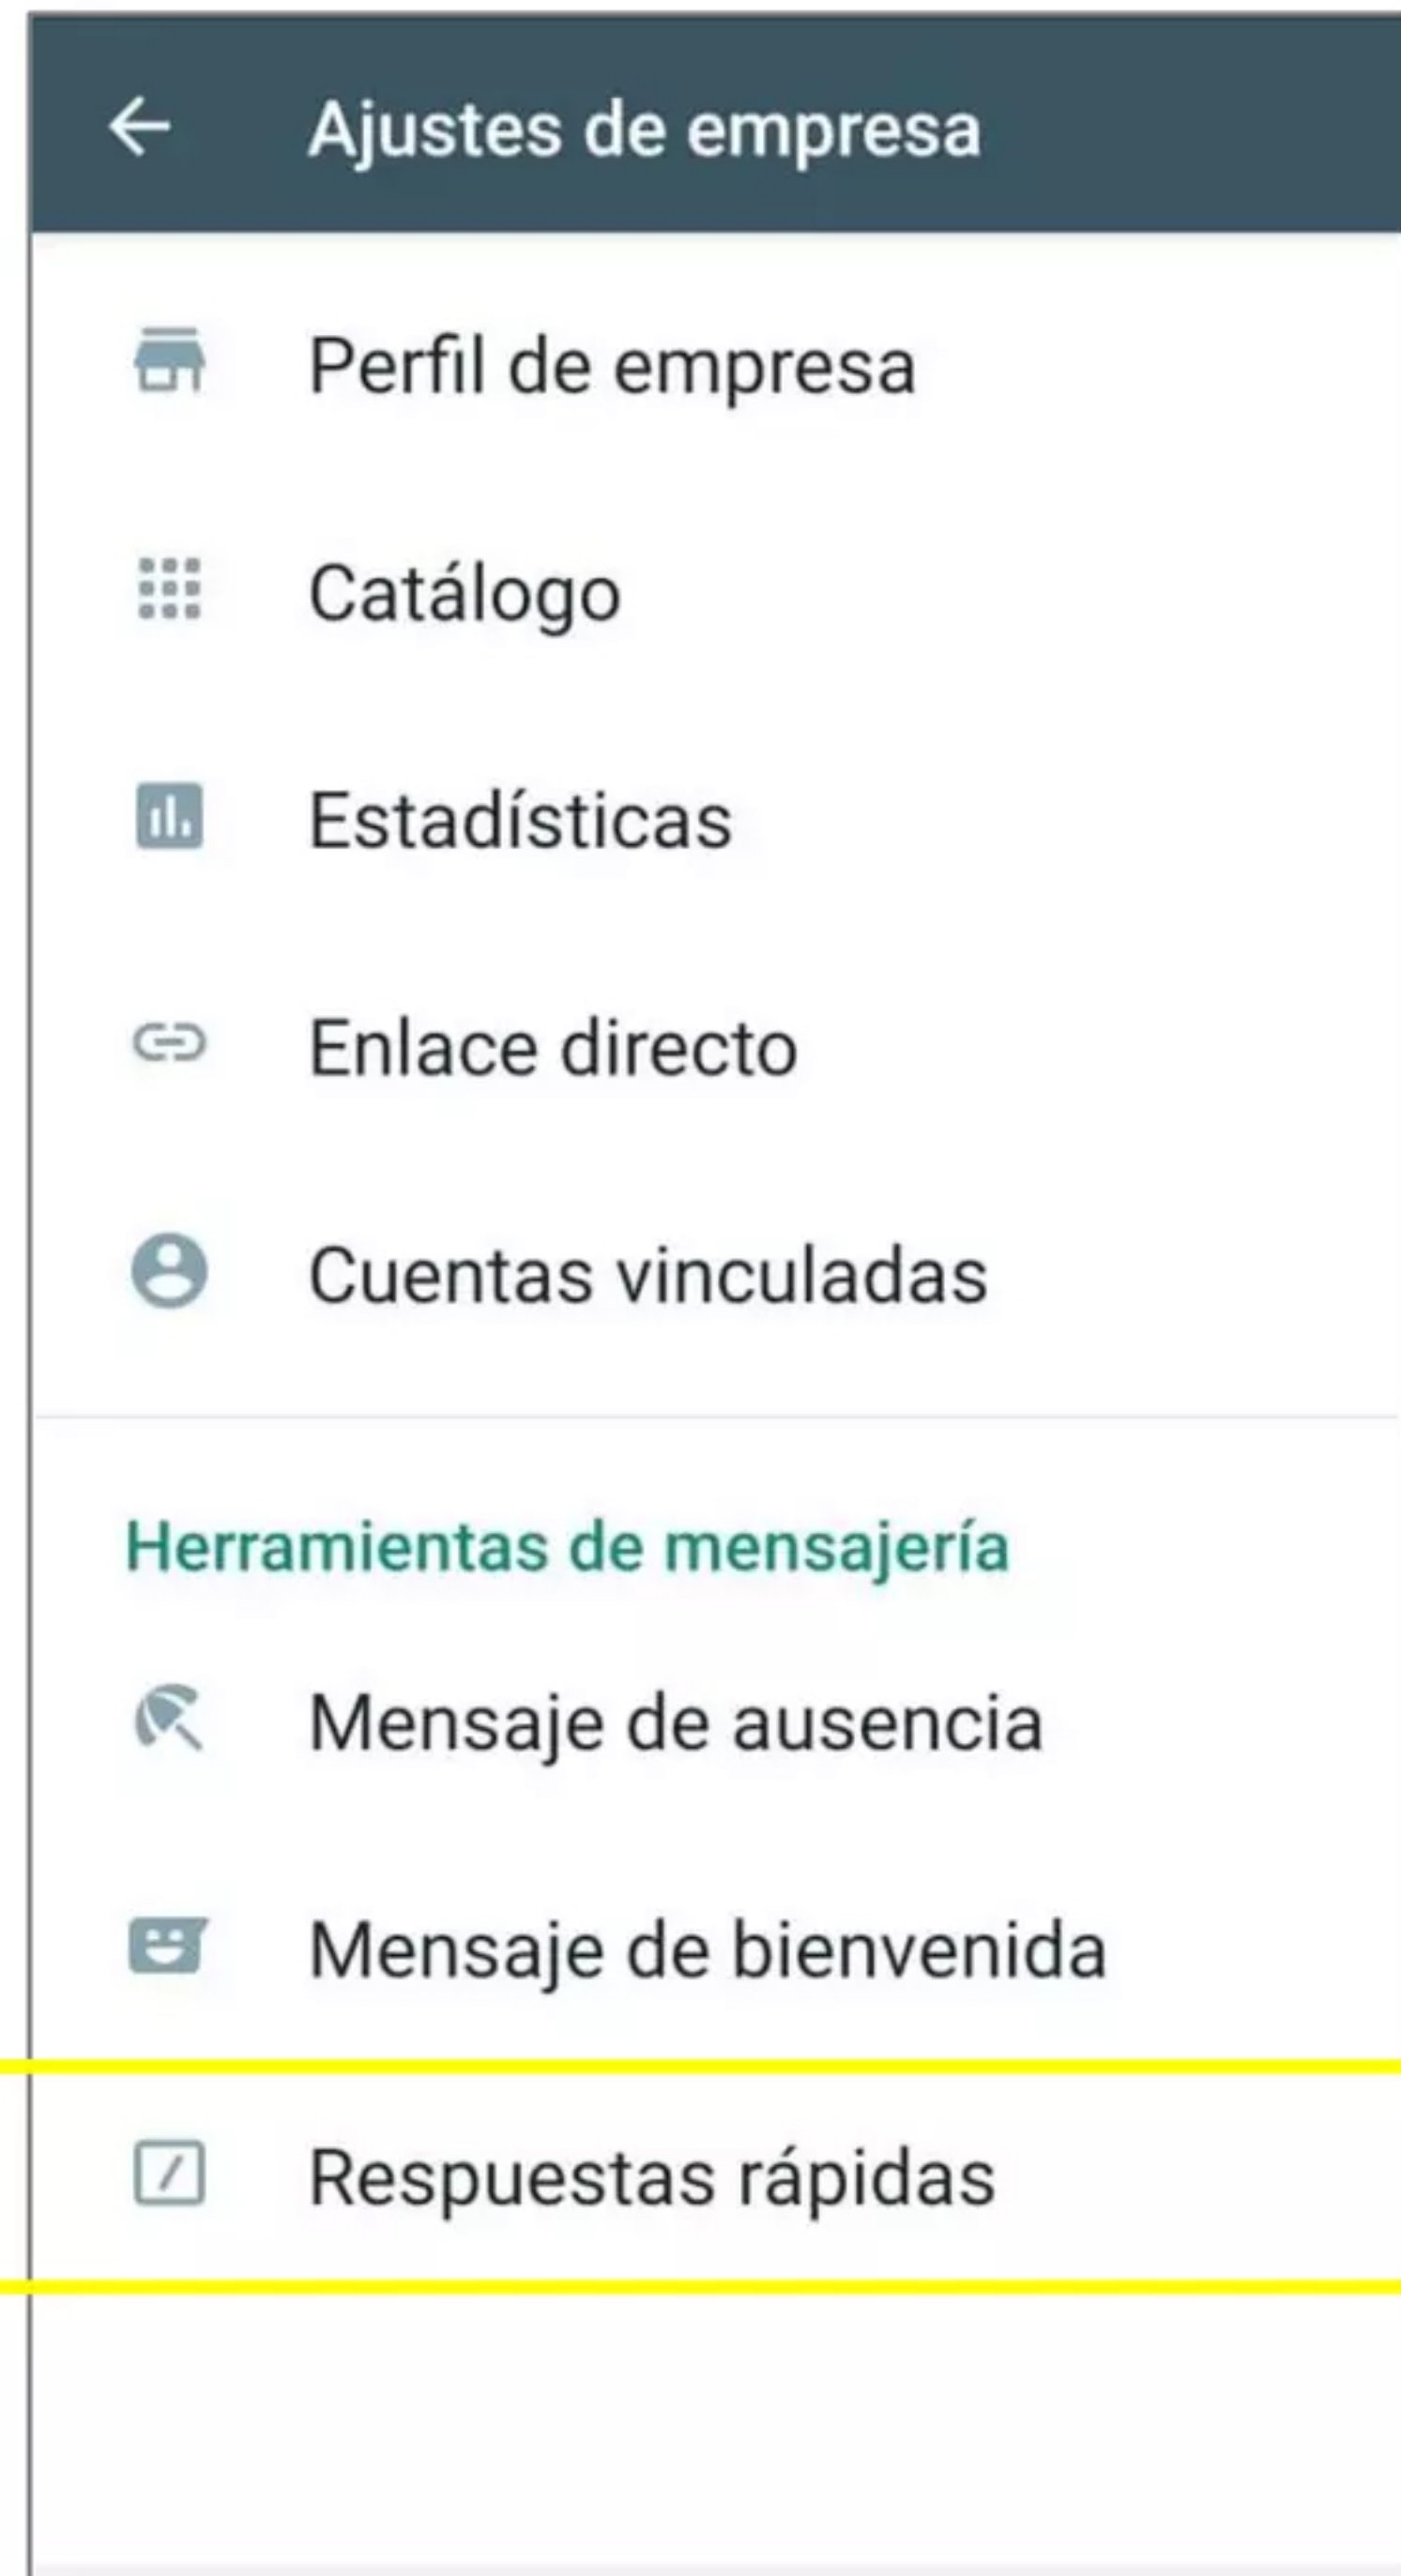 Ajustes de empresa
Perfil de empresa
Catálogo
Estadísticas
Enlace directo
Cuentas vinculadas
Herramientas de mensajería
Mensaje de ausencia
Mensaje de bienvenida
Respuestas rápidas